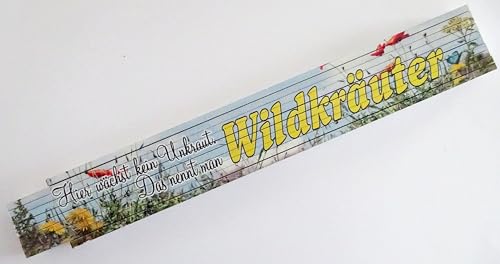 Hier wächst kein Unkraut.
Das nennt man
Wildkräuter